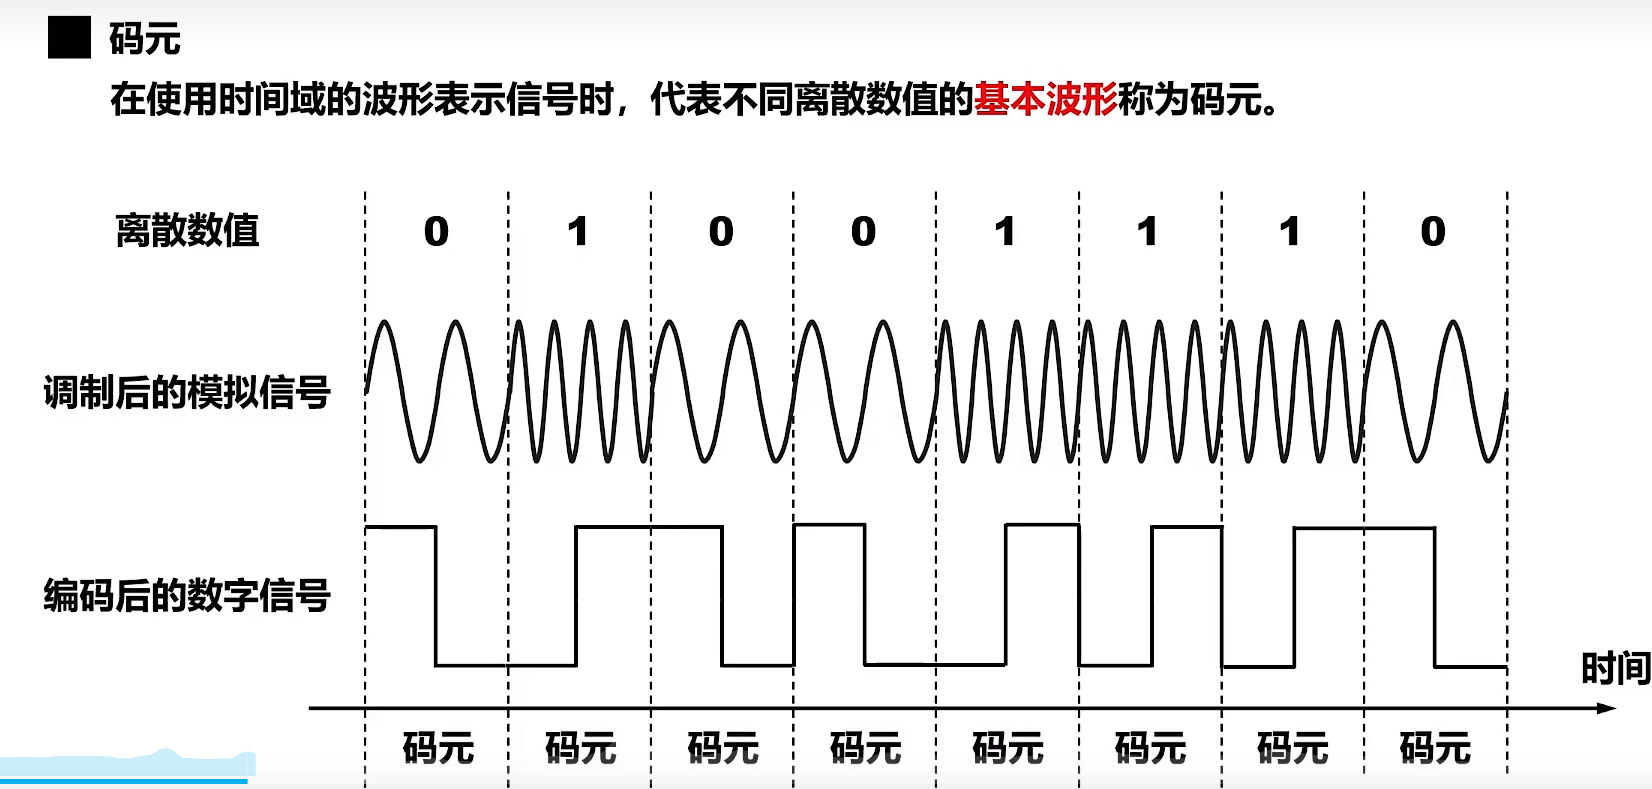 码元
在使用时间域的波形表示信号时，代表不同离散数值的基本波形称为码元。
离散数值 0 1 0 0 1 1 1 0
调制后的模拟信号
编码后的数字信号
时间
码元 码元 码元 码元 码元 码元 码元 码元